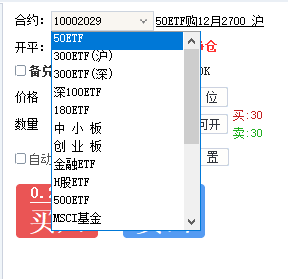 合约: 10002029 50ETF购12月2700 沪
50ETF
开平: 仓
300ETF(沪)
备兑 300ETF(深) OK
价格 深100ETF 位
180ETF 买:30
数量 中 小 板 可开
创 业 板 卖:30
自动 金融ETF 置
H股ETF
0.
500ETF
买
MSCI基金